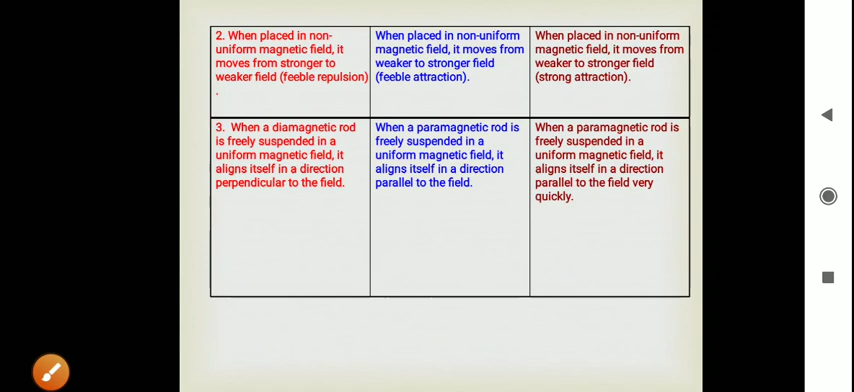 2. When placed in non-
uniform magnetic field, it
moves from stronger to
weaker field (feeble repulsion)
.
When placed in non-uniform
magnetic field, it moves from
weaker to stronger field
(feeble attraction).
When placed in non-uniform
magnetic field, it moves from
weaker to stronger field
(strong attraction).
3. When a diamagnetic rod
is freely suspended in a
uniform magnetic field, it
aligns itself in a direction
perpendicular to the field.
When a paramagnetic rod is
freely suspended in a
uniform magnetic field, it
aligns itself in a direction
parallel to the field.
When a paramagnetic rod is
freely suspended in a
uniform magnetic field, it
aligns itself in a direction
parallel to the field very
quickly.